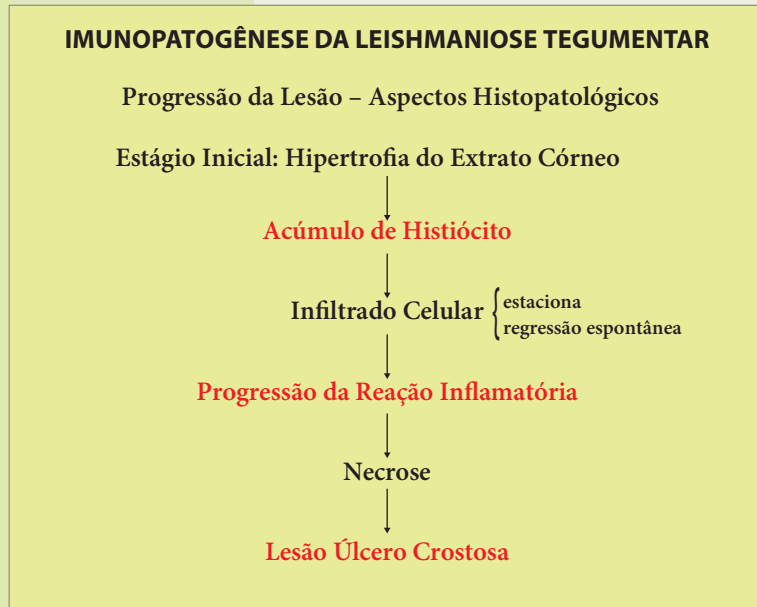 IMUNOPATOGÊNESE DA LEISHMANIOSE TEGUMENTAR
Progressão da Lesão – Aspectos Histopatológicos
Estágio Inicial: Hipertrofia do Extrato Córneo
Acúmulo de Histiócito
Infiltrado Celular { estaciona
regressão espontânea
Progressão da Reação Inflamatória
Necrose
Lesão Úlcero Crostosa